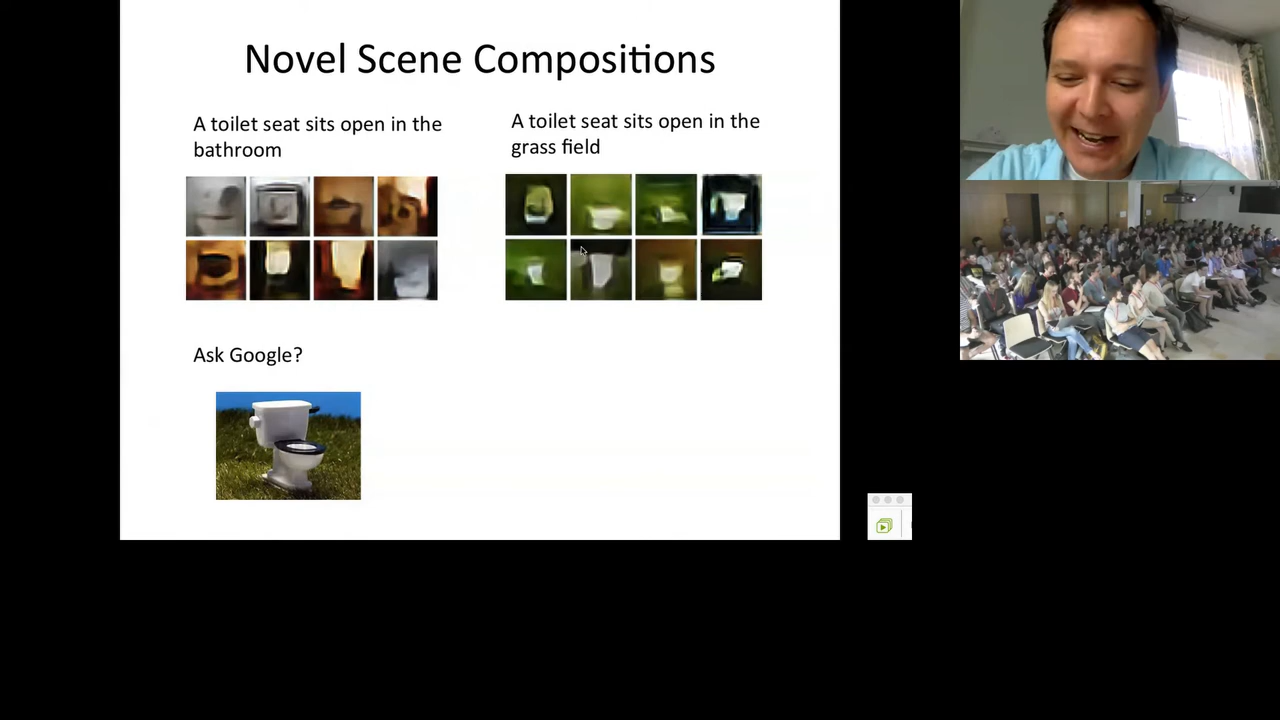 Novel Scene Compositions
A toilet seat sits open in the
bathroom
A toilet seat sits open in the
grass field
Ask Google?